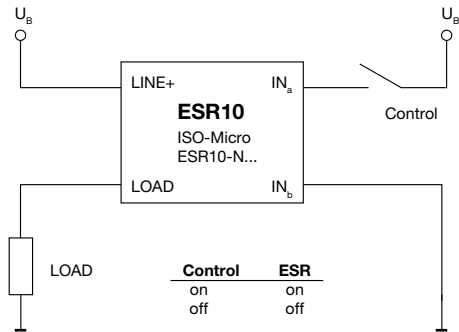 U_B U_B
LINE+ IN_a
ESR10
ISO-Micro
ESR10-N...
Control
LOAD IN_b
LOAD
Control ESR
on on
off off